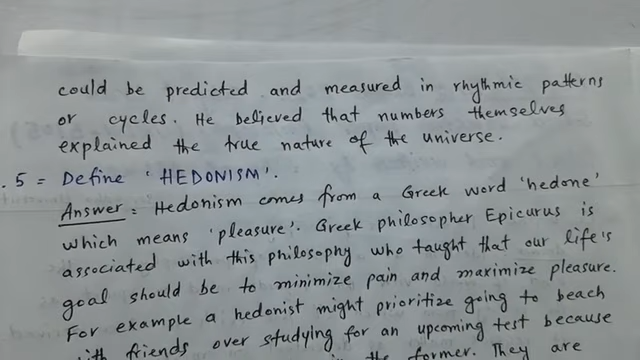 could be predicted and measured in rhythmic patterns
or cycles. He believed that numbers themselves
explained the true nature of the universe.
.5 = Define 'HEDONISM'.
Answer = Hedonism comes from a Greek word 'hedone'
which means 'pleasure'. Greek philosopher Epicurus is
associated with this philosophy who taught that our life's
goal should be to minimize pain and maximize pleasure.
For example a hedonist might prioritize going to beach
with friends over studying for an upcoming test because
the former. They are